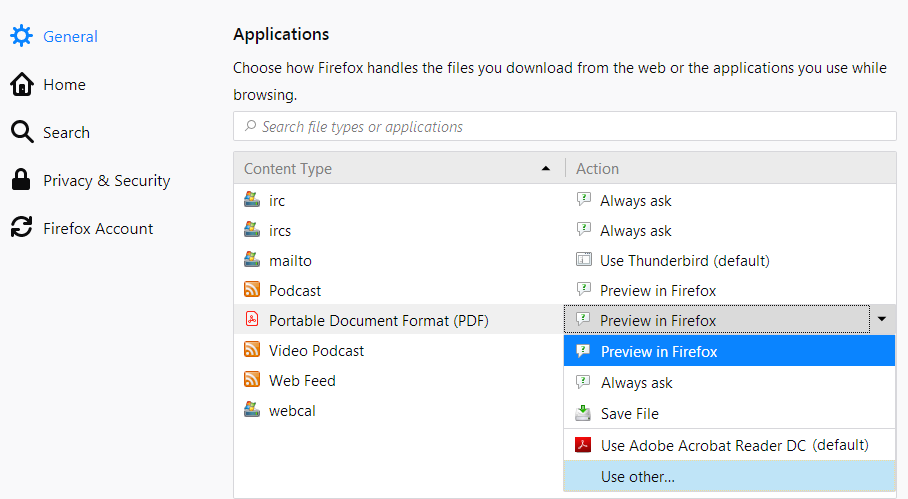 General
Home
Search
Privacy & Security
Firefox Account
Applications
Choose how Firefox handles the files you download from the web or the applications you use while
browsing.
Search file types or applications
Content Type Action
irc Always ask
ircs Always ask
mailto Use Thunderbird (default)
Podcast Preview in Firefox
Portable Document Format (PDF) Preview in Firefox
Video Podcast Preview in Firefox
Web Feed Always ask
webcal Save File
Use Adobe Acrobat Reader DC (default)
Use other...